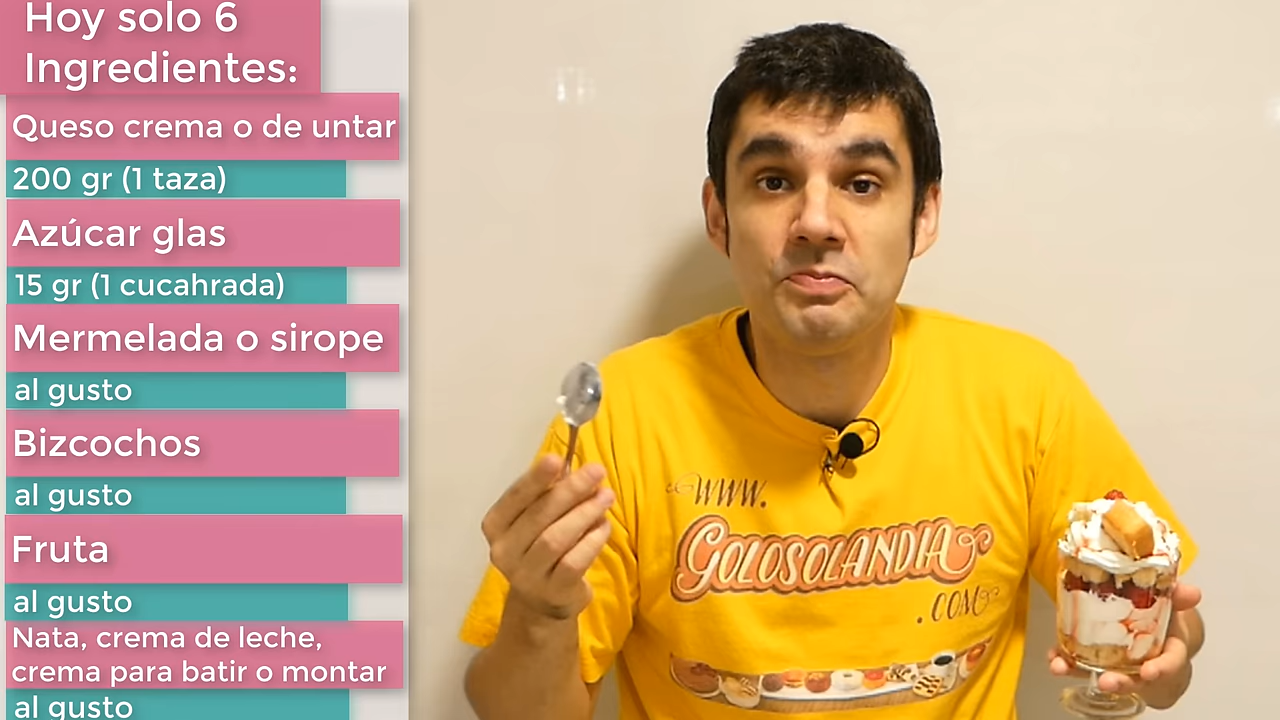 Hoy solo 6
Ingredientes:
Queso crema o de untar
200 gr (1 taza)
Azúcar glas
15 gr (1 cucahrada)
Mermelada o sirope
al gusto
Bizcochos
al gusto
Fruta
al gusto
Nata, crema de leche,
crema para batir o montar
al gusto
WWW.
GOLOSOLANDIA
.COM